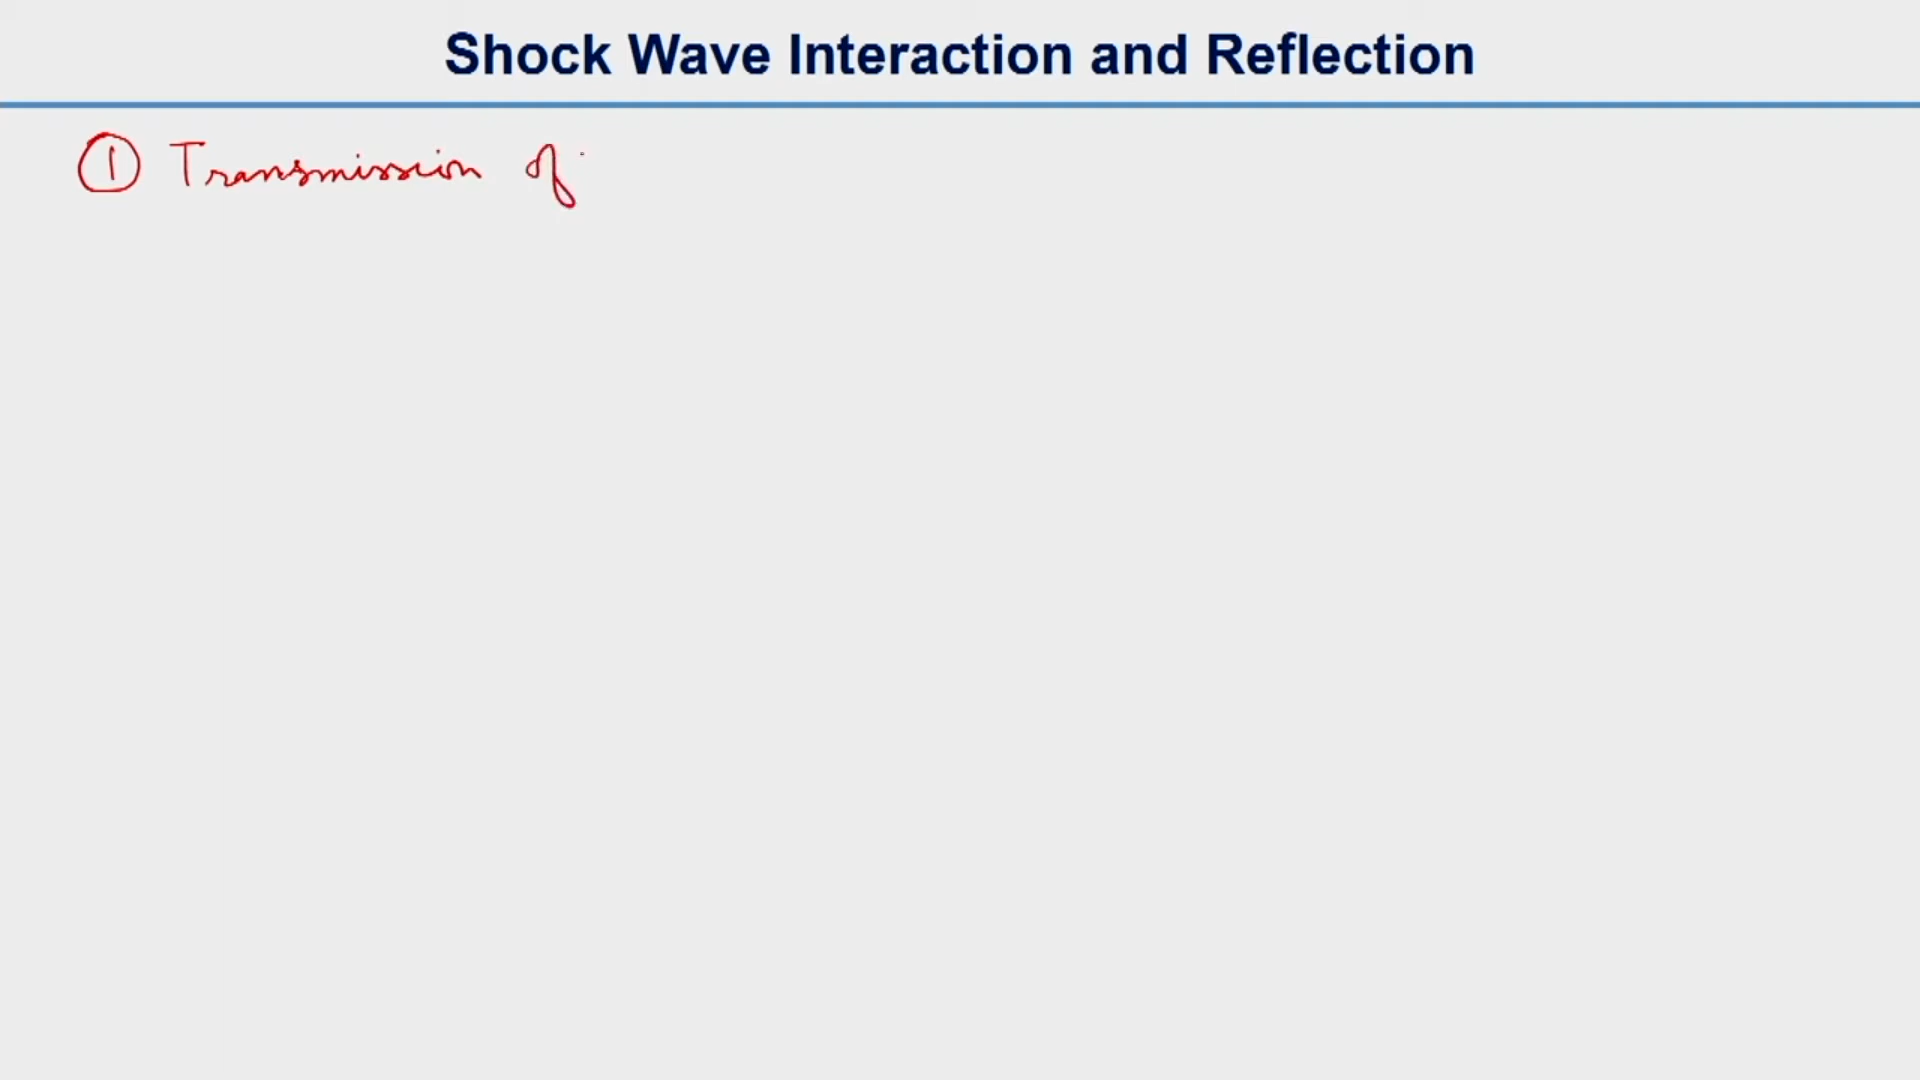 Shock Wave Interaction and Reflection
① Transmission of